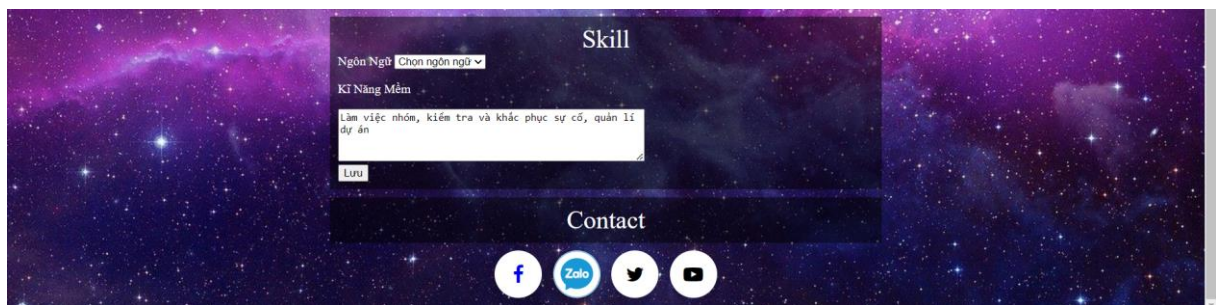 Skill
Ngôn Ngữ Chọn ngôn ngữ
Kĩ Năng Mềm
Làm việc nhóm, kiểm tra và khắc phục sự cố, quản lí
dự án
Lưu
Contact
Zalo